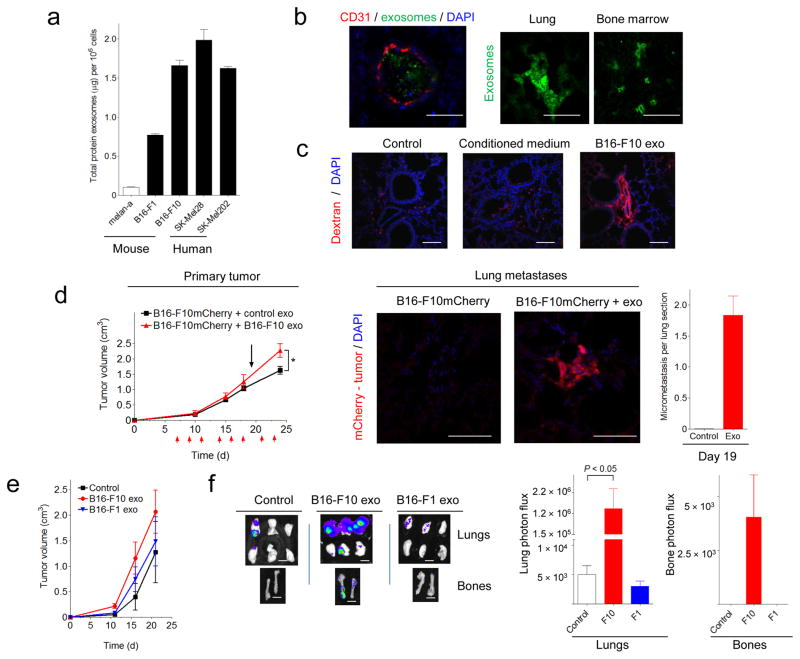 a
Total protein exosomes (μg) per 10⁶ cells
2.0
1.5
1.0
0.5
0
melan-a
B16-F1
B16-F10
SK-Mel28
SK-Mel202
Mouse
Human
b
CD31 / exosomes / DAPI
Exosomes
Lung
Bone marrow
c
Dextran / DAPI
Control
Conditioned medium
B16-F10 exo
d
Primary tumor
B16-F10mCherry + control exo
B16-F10mCherry + B16-F10 exo
Tumor volume (cm³)
2.5
2.0
1.5
1.0
0.5
0
*
0
5
10
15
20
25
Time (d)
Lung metastases
mCherry - tumor / DAPI
B16-F10mCherry
B16-F10mCherry + exo
Micrometastasis per lung section
2.0
1.5
1.0
0.5
0
Control
Exo
Day 19
e
Control
B16-F10 exo
B16-F1 exo
Tumor volume (cm³)
2.5
2.0
1.5
1.0
0.5
0
0
5
10
15
20
25
Time (d)
f
Control
B16-F10 exo
B16-F1 exo
Lungs
Bones
Lung photon flux
P < 0.05
2.2 × 10⁶
1.2 × 10⁶
1.2 × 10⁵
1 × 10⁴
5 × 10³
0
Control
F10
F1
Lungs
Bone photon flux
5 × 10³
2.5 × 10³
0
Control
F10
F1
Bones